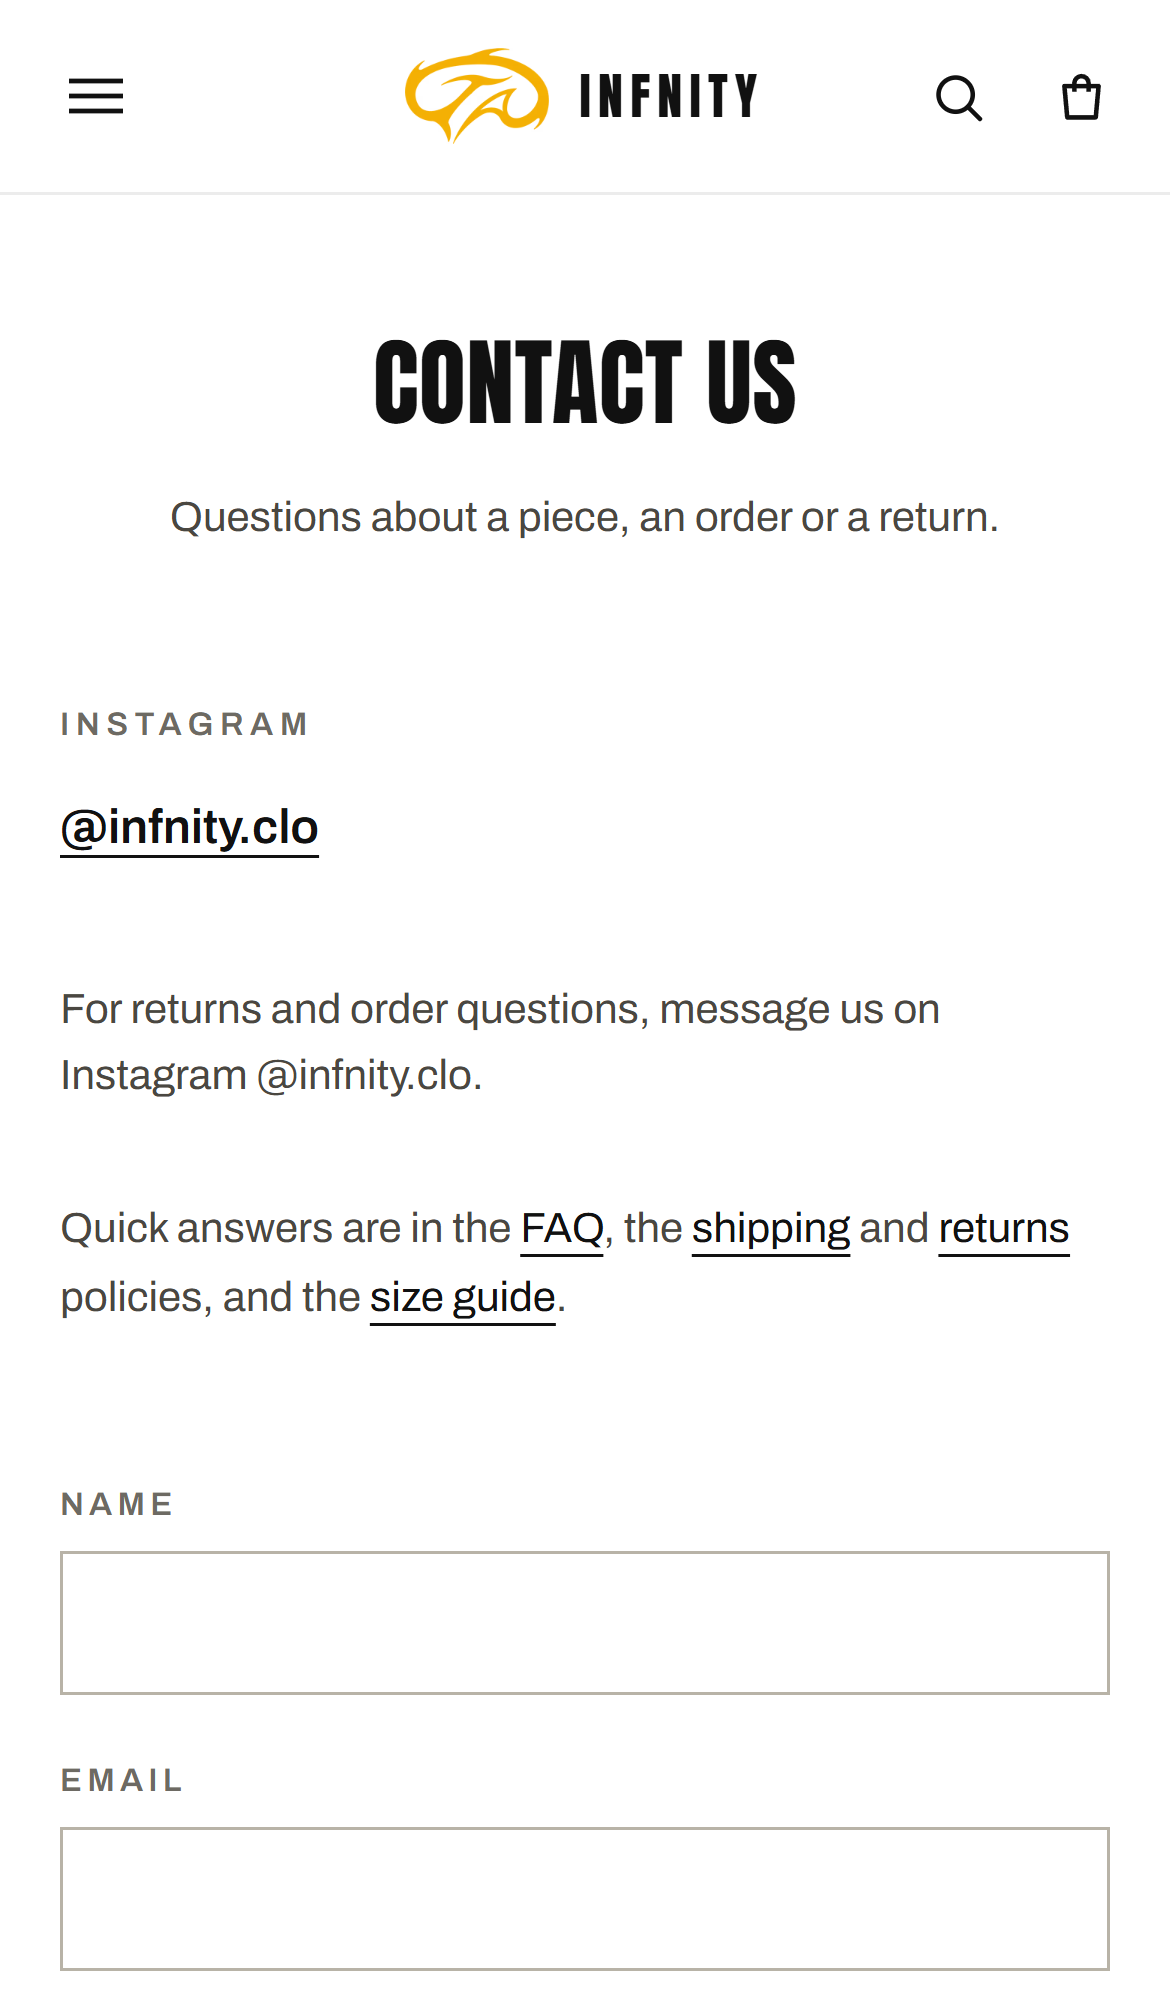 INFNITY
CONTACT US
Questions about a piece, an order or a return.
INSTAGRAM
@infnity.clo
For returns and order questions, message us on
Instagram @infnity.clo.
Quick answers are in the FAQ, the shipping and returns
policies, and the size guide.
NAME
EMAIL